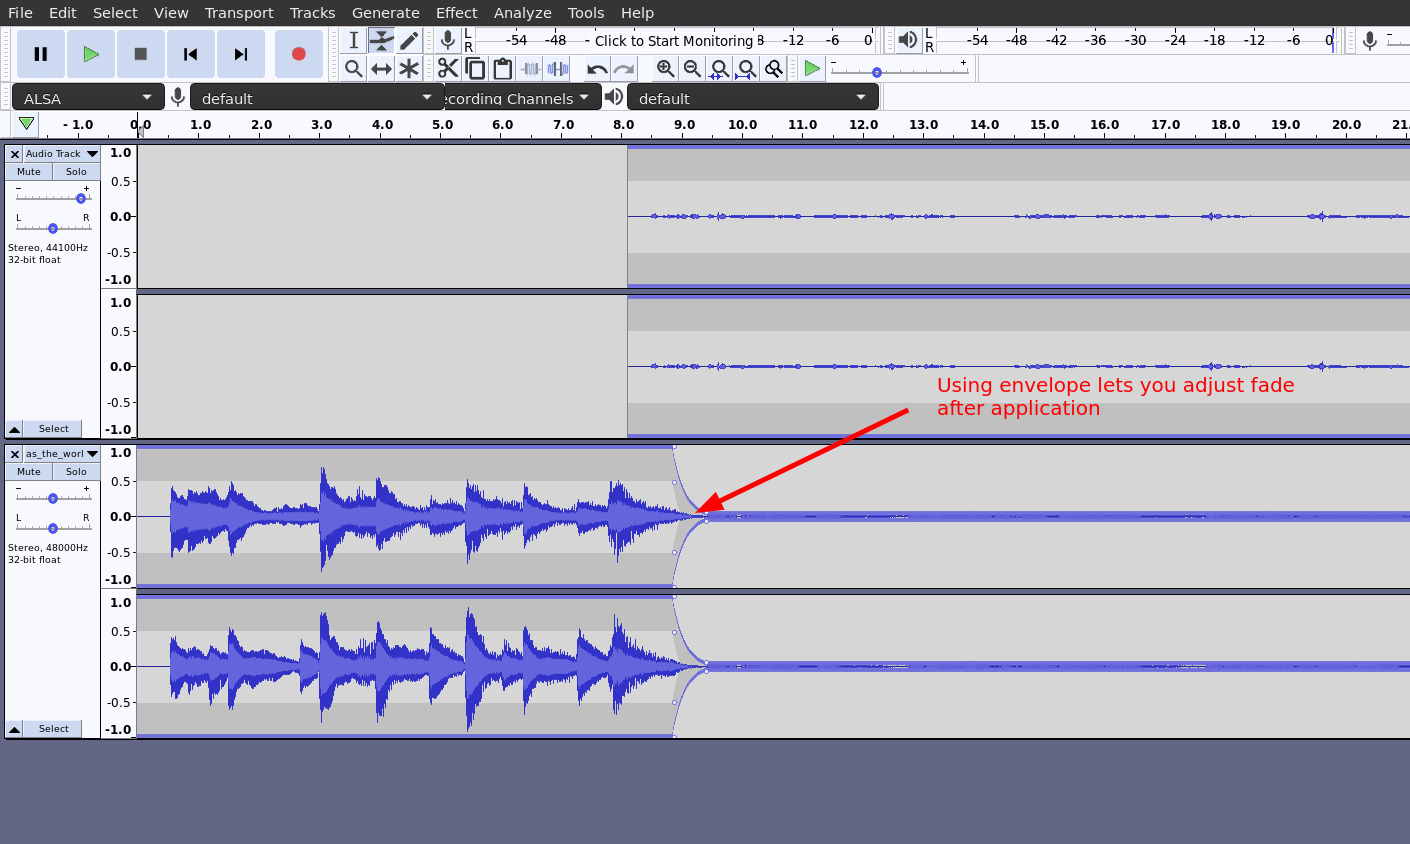 File Edit Select View Transport Tracks Generate Effect Analyze Tools Help
L R -54 -48 - Click to Start Monitoring 8 -12 -6 0 L R -54 -48 -42 -36 -30 -24 -18 -12 -6 0
- + 
ALSA default ecording Channels default
- 1.0 0.0 1.0 2.0 3.0 4.0 5.0 6.0 7.0 8.0 9.0 10.0 11.0 12.0 13.0 14.0 15.0 16.0 17.0 18.0 19.0 20.0 21.
Audio Track
Mute Solo
- +
L R
Stereo, 44100Hz
32-bit float
Select
1.0
0.5
0.0
-0.5
-1.0
1.0
0.5
0.0
-0.5
-1.0
Using envelope lets you adjust fade
after application
as_the_worl
Mute Solo
- +
L R
Stereo, 48000Hz
32-bit float
Select
1.0
0.5
0.0
-0.5
-1.0
1.0
0.5
0.0
-0.5
-1.0